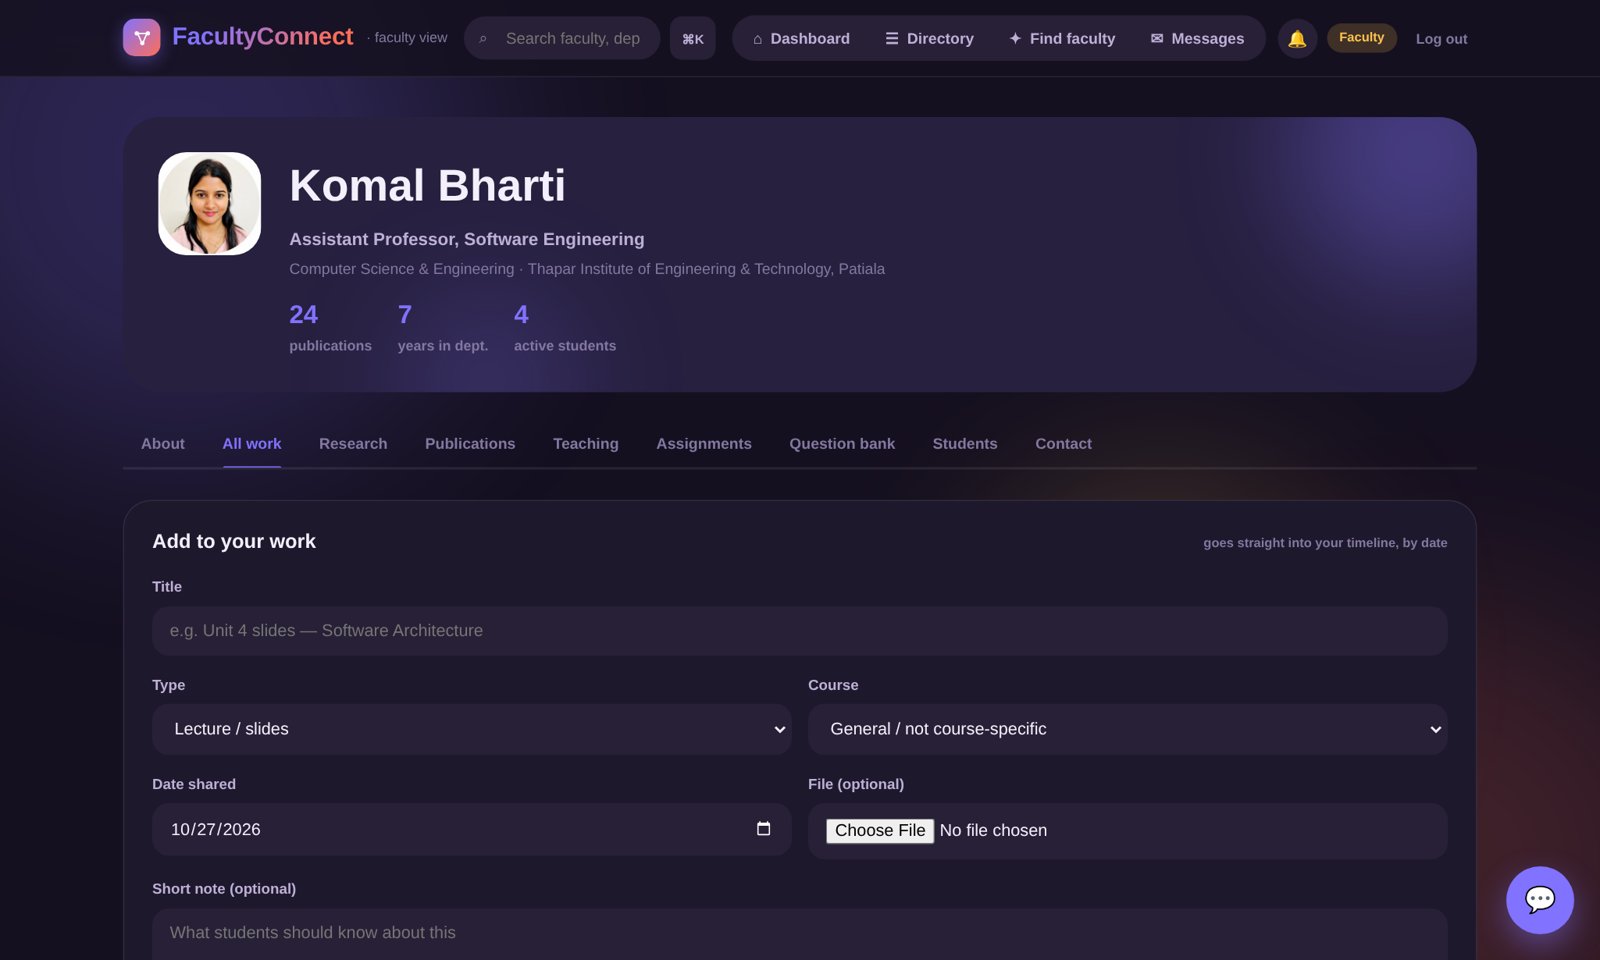 FacultyConnect · faculty view
Search faculty, dep
⌘K
Dashboard
Directory
Find faculty
Messages
Faculty
Log out
Komal Bharti
Assistant Professor, Software Engineering
Computer Science & Engineering · Thapar Institute of Engineering & Technology, Patiala
24 7 4
publications years in dept. active students
About All work Research Publications Teaching Assignments Question bank Students Contact
Add to your work
goes straight into your timeline, by date
Title
e.g. Unit 4 slides — Software Architecture
Type Course
Lecture / slides General / not course-specific
Date shared File (optional)
10/27/2026 Choose File No file chosen
Short note (optional)
What students should know about this